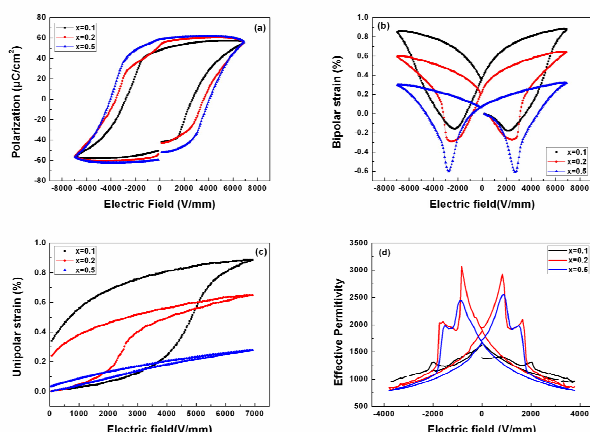 80
60
40
20
0
-20
-40
-60
-80
-8000 -6000 -4000 -2000 0 2000 4000 6000 8000
Polarization (µC/cm²)
Electric Field (V/mm)
x=0.1
x=0.2
x=0.5
(a)
1.0
0.8
0.6
0.4
0.2
0.0
-0.2
-0.4
-0.6
-8000 -6000 -4000 -2000 0 2000 4000 6000 8000
Bipolar strain (%)
Electric field(V/mm)
(b)
x=0.1
x=0.2
x=0.5
1.0
0.8
0.6
0.4
0.2
0.0
0 1000 2000 3000 4000 5000 6000 7000
Unipolar strain (%)
Electric field(V/mm)
(c)
x=0.1
x=0.2
x=0.5
3500
3000
2500
2000
1500
1000
500
-4000 -2000 0 2000 4000
Effective Permitivity
Electric field (V/mm)
(d)
x=0.1
x=0.2
x=0.5